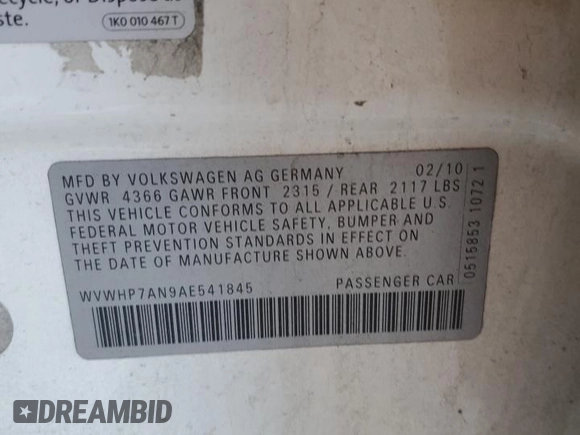 ste.
1K0 010 467 T
MFD BY VOLKSWAGEN AG GERMANY 02/10
GVWR 4366 GAWR FRONT 2315 / REAR 2117 LBS
THIS VEHICLE CONFORMS TO ALL APPLICABLE U.S.
FEDERAL MOTOR VEHICLE SAFETY, BUMPER AND
THEFT PREVENTION STANDARDS IN EFFECT ON
THE DATE OF MANUFACTURE SHOWN ABOVE.
WVWHP7AN9AE541845 PASSENGER CAR
0515853 1072 1
DREAMBID